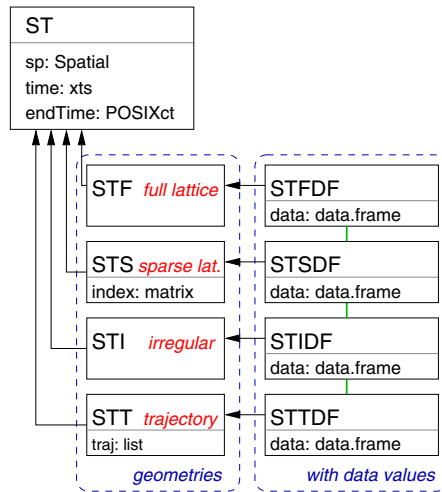 ST
sp: Spatial
time: xts
endTime: POSIXct
STF full lattice
STFDF
data: data.frame
STS sparse lat.
index: matrix
STSDF
data: data.frame
STI irregular
STIDF
data: data.frame
STT trajectory
traj: list
STTDF
data: data.frame
geometries
with data values